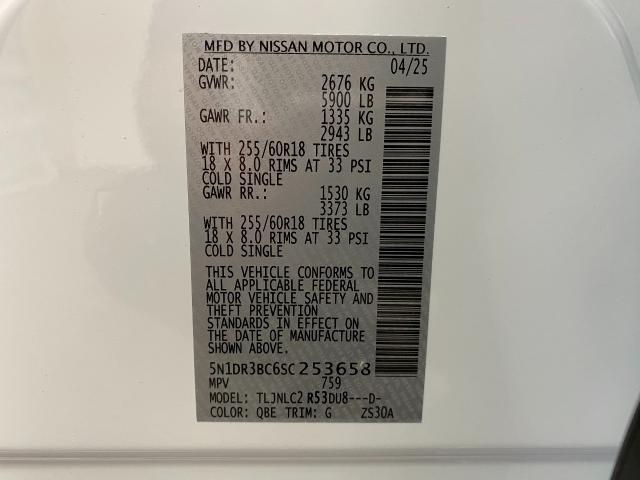 MFD BY NISSAN MOTOR CO., LTD.
DATE: 04/25
GVWR: 2676 KG
5900 LB
GAWR FR.: 1335 KG
2943 LB
WITH 255/60R18 TIRES
18 X 8.0 RIMS AT 33 PSI
COLD SINGLE
GAWR RR.: 1530 KG
3373 LB
WITH 255/60R18 TIRES
18 X 8.0 RIMS AT 33 PSI
COLD SINGLE
THIS VEHICLE CONFORMS TO
ALL APPLICABLE FEDERAL
MOTOR VEHICLE SAFETY AND
THEFT PREVENTION
STANDARDS IN EFFECT ON
THE DATE OF MANUFACTURE
SHOWN ABOVE.
5N1DR3BC6SC253658
MPV 759
MODEL: TLJNLC2 R53DU8---D-
COLOR: QBE TRIM: G ZS30A